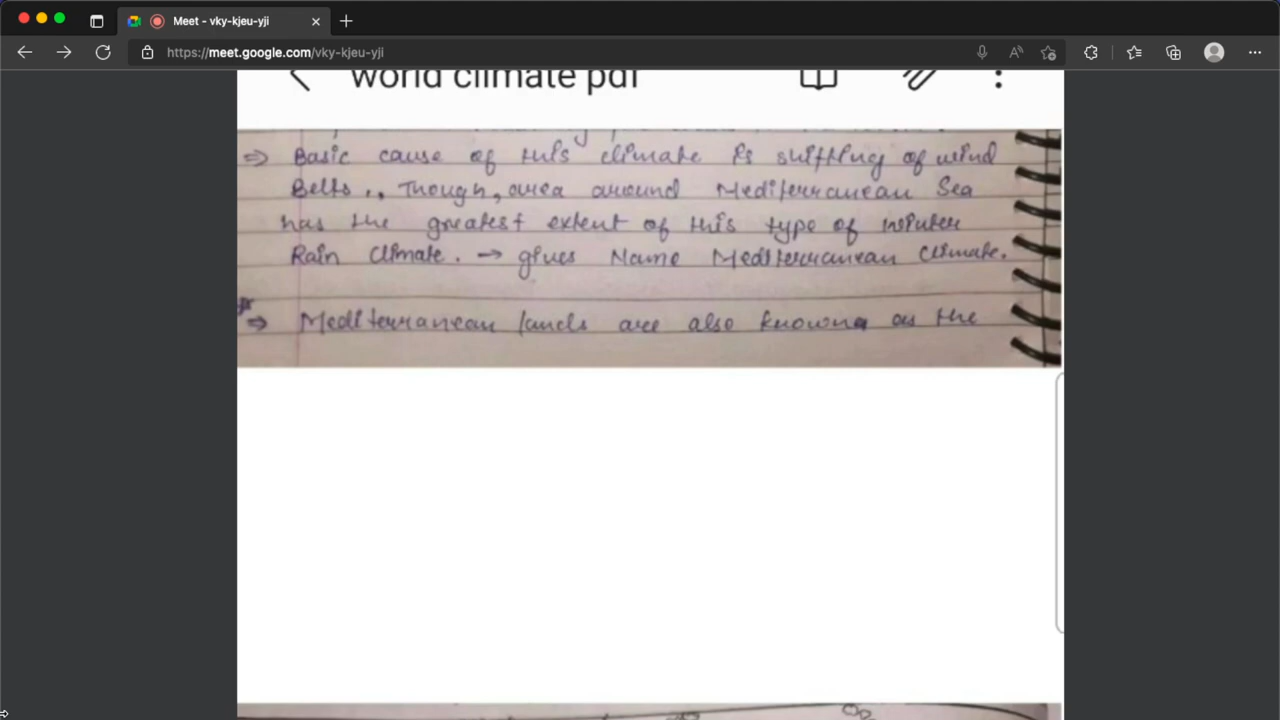 Meet - vky-kjeu-yji
https://meet.google.com/vky-kjeu-yji
world climate pdf
⇒ Basic cause of this climate is shifting of wind
Belts., Though, area around Mediterranean Sea
has the greatest extent of this type of winter
Rain Climate. → gives Name Mediterranean Climate.
⇒ Mediterranean lands are also known as the